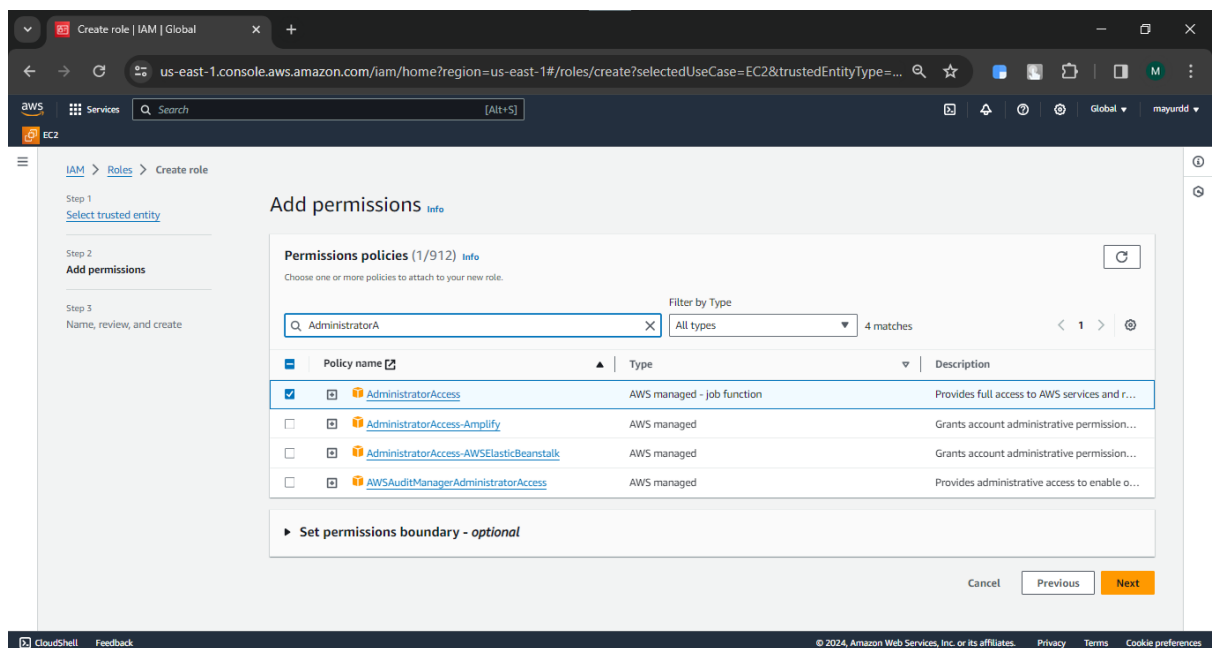 Create role | IAM | Global
us-east-1.console.aws.amazon.com/iam/home?region=us-east-1#/roles/create?selectedUseCase=EC2&trustedEntityType=...
M
aws Services Search [Alt+S] Global mayurdd
EC2
IAM > Roles > Create role
Step 1
Select trusted entity
Step 2
Add permissions
Step 3
Name, review, and create
Add permissions Info
Permissions policies (1/912) Info
Choose one or more policies to attach to your new role.
Filter by Type
AdministratorA All types 4 matches 1
Policy name Type Description
AdministratorAccess AWS managed - job function Provides full access to AWS services and r...
AdministratorAccess-Amplify AWS managed Grants account administrative permission...
AdministratorAccess-AWSElasticBeanstalk AWS managed Grants account administrative permission...
AWSAuditManagerAdministratorAccess AWS managed Provides administrative access to enable o...
Set permissions boundary - optional
Cancel Previous Next
CloudShell Feedback © 2024, Amazon Web Services, Inc. or its affiliates. Privacy Terms Cookie preferences